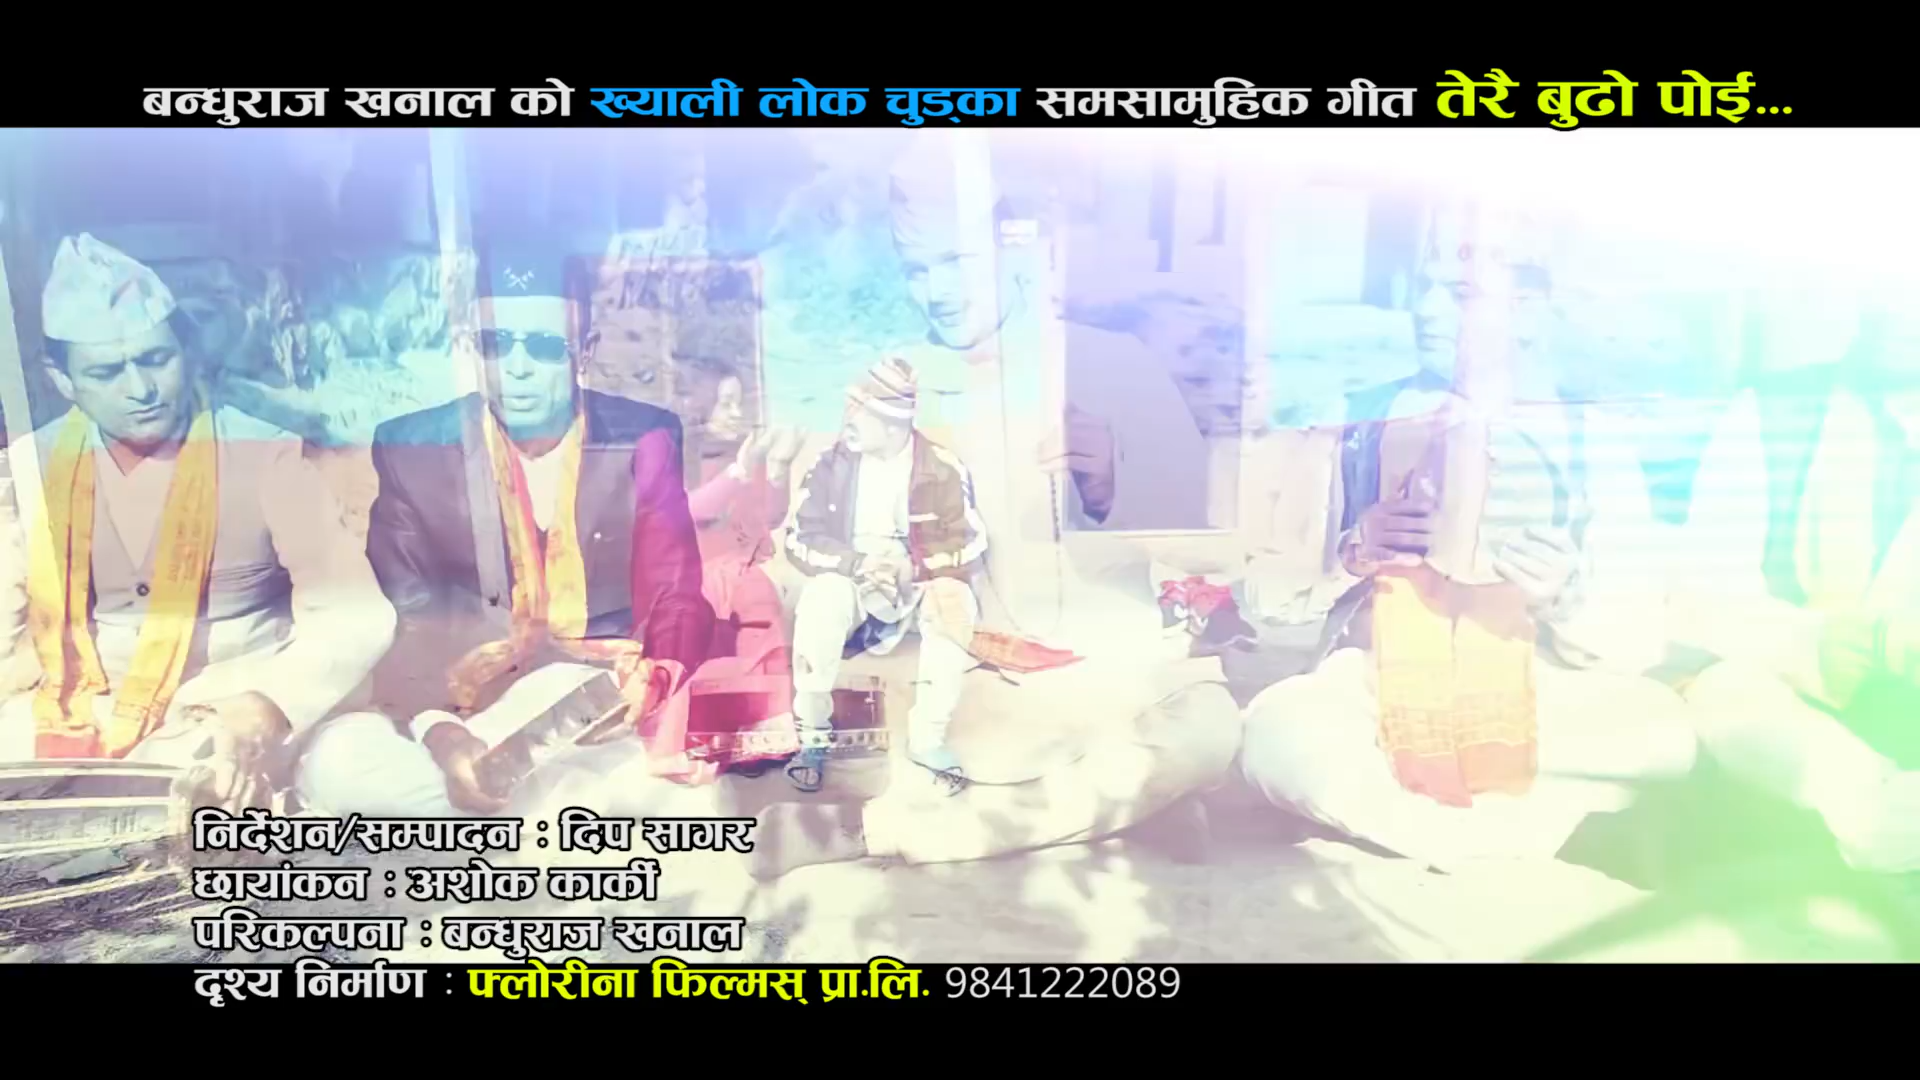 बन्धुराज खनाल को ख्याली लोक चुड्का समसामुहिक गीत तेरै बुढो पोई...
निर्देशन/सम्पादन : दिप सागर
छायांकन : अशोक कार्की
परिकल्पना : बन्धुराज खनाल
दृश्य निर्माण : फ्लोरीना फिल्मस् प्रा.लि. 9841222089